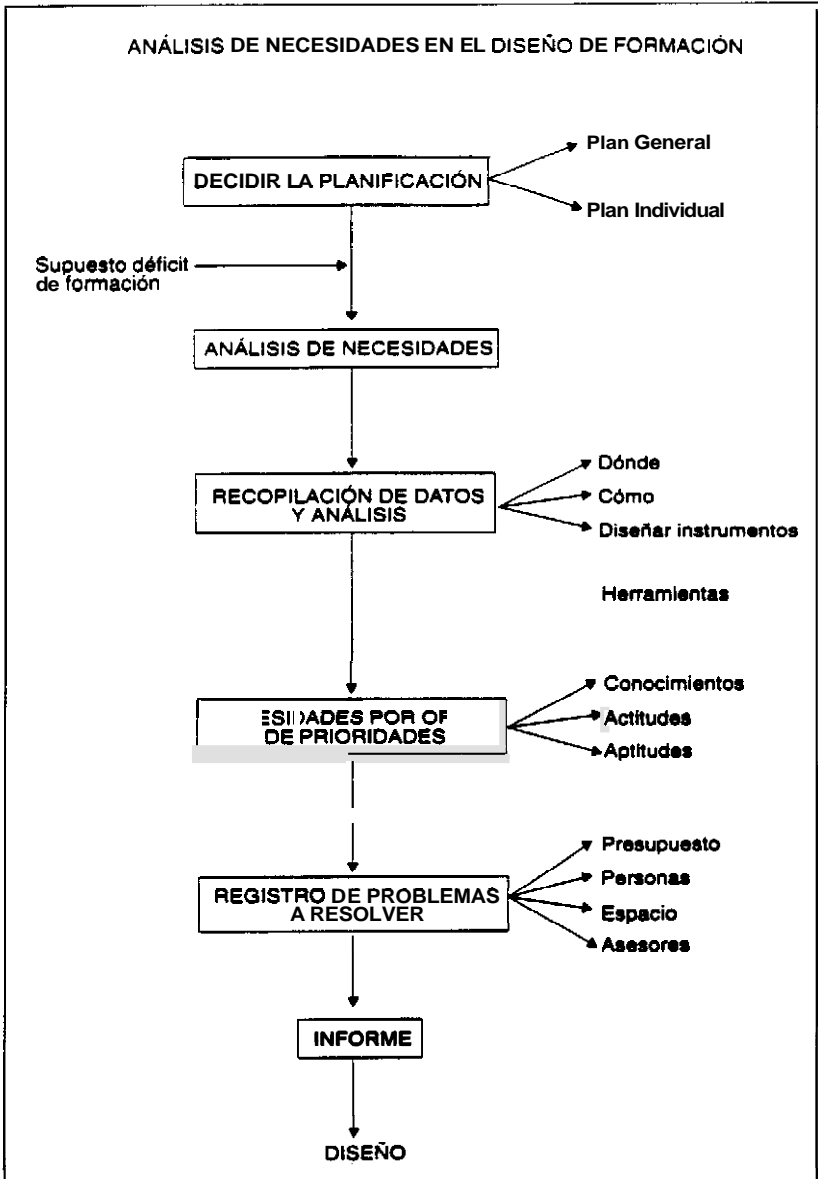 ANÁLISIS DE NECESIDADES EN EL DISEÑO DE FORMACIÓN
Plan General
DECIDIR LA PLANIFICACIÓN
Plan Individual
Supuesto déficit
de formación
ANÁLISIS DE NECESIDADES
Dónde
RECOPILACIÓN DE DATOS
Y ANÁLISIS
Cómo
Diseñar instrumentos
Herramientas
Conocimientos
POR
DE PRIORIDADES
Actitudes
Aptitudes
Presupuesto
REGISTRO DE PROBLEMAS
A RESOLVER
Personas
Espacio
Asesores
INFORME
DISEÑO